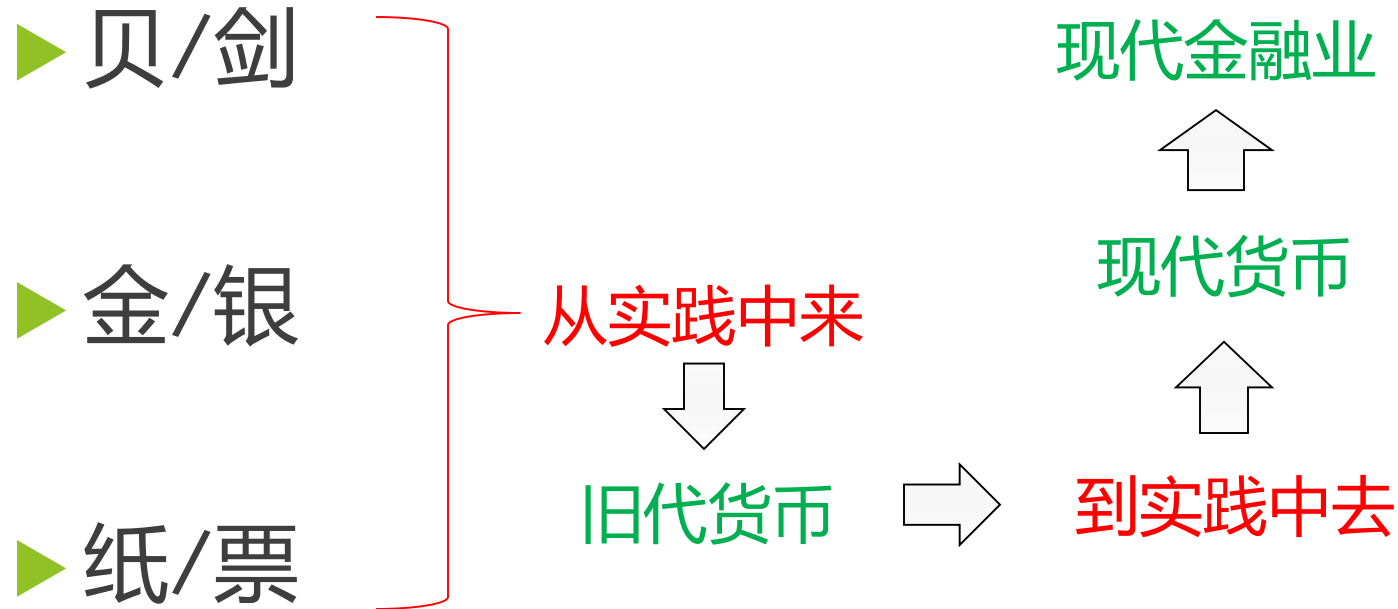 贝/剑
金/银
纸/票
从实践中来
旧代货币
到实践中去
现代货币
现代金融业